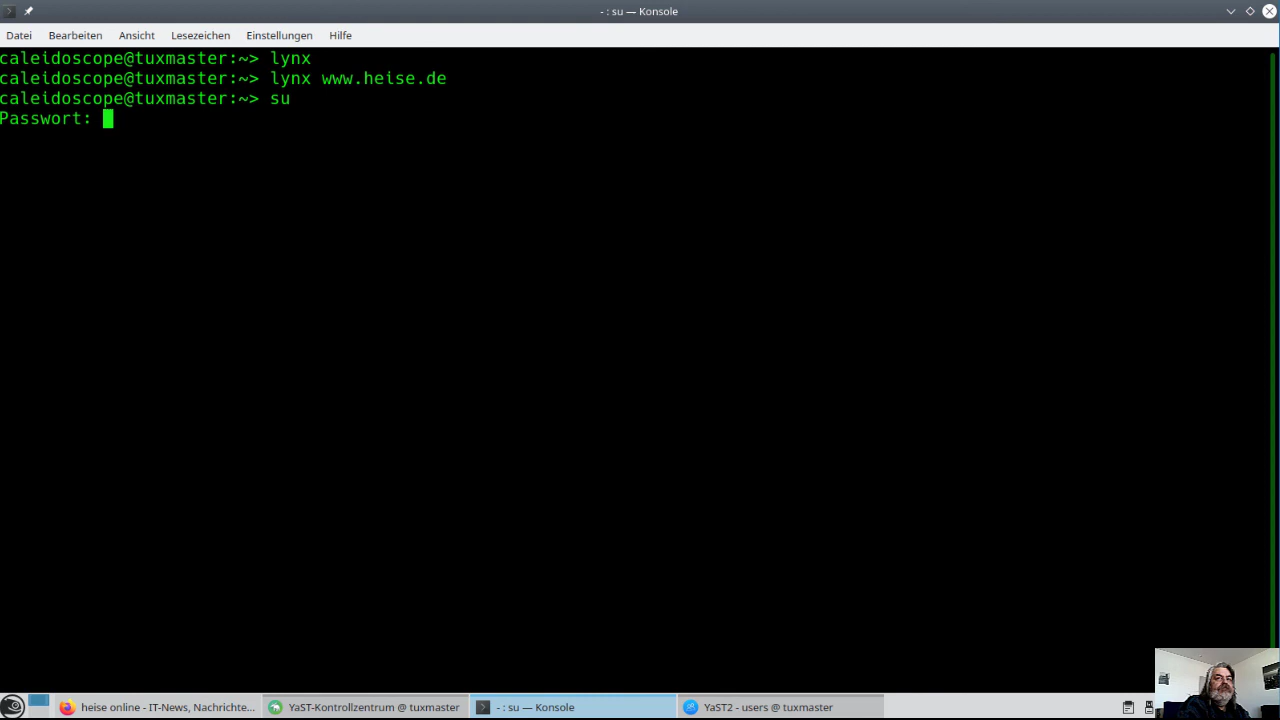 - : su — Konsole
Datei Bearbeiten Ansicht Lesezeichen Einstellungen Hilfe
caleidoscope@tuxmaster:~> lynx
caleidoscope@tuxmaster:~> lynx www.heise.de
caleidoscope@tuxmaster:~> su
Passwort:
heise online - IT-News, Nachrichte... YaST-Kontrollzentrum @ tuxmaster - : su — Konsole YaST2 - users @ tuxmaster